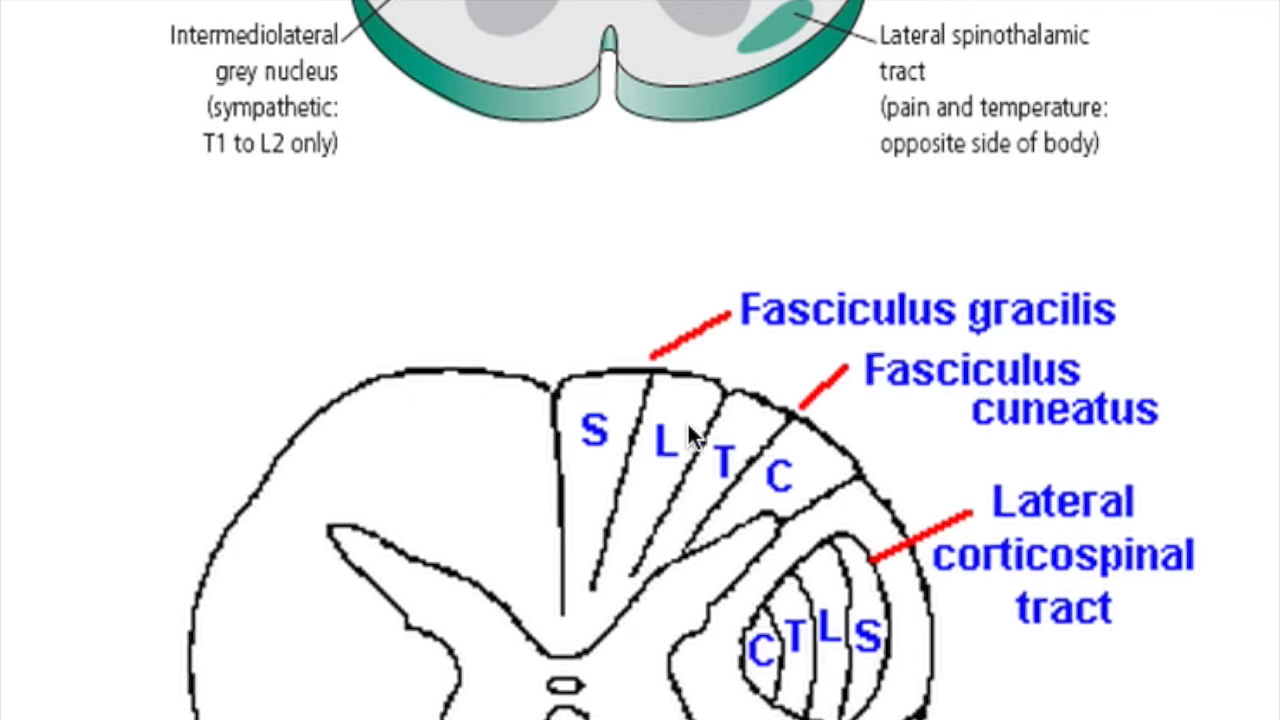 Intermediolateral
grey nucleus
(sympathetic:
T1 to L2 only)
Lateral spinothalamic
tract
(pain and temperature:
opposite side of body)
Fasciculus gracilis
Fasciculus
cuneatus
S
L
T
C
Lateral
corticospinal
tract
C
T
L
S